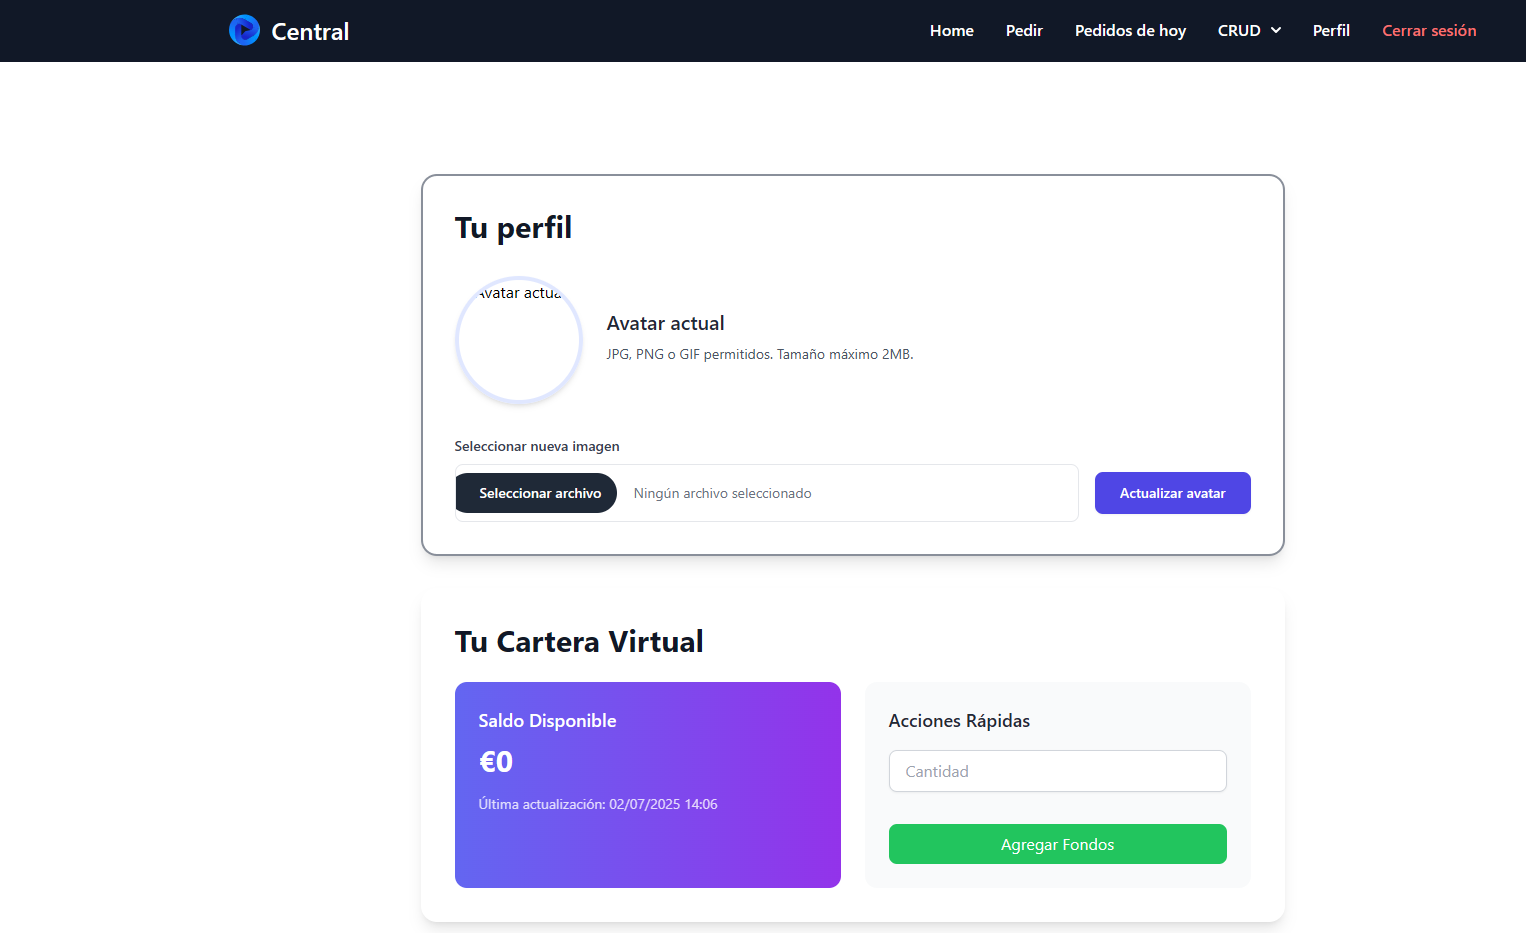 Central
Home Pedir Pedidos de hoy CRUD Perfil Cerrar sesión
Tu perfil
Avatar actua
Avatar actual
JPG, PNG o GIF permitidos. Tamaño máximo 2MB.
Seleccionar nueva imagen
Seleccionar archivo Ningún archivo seleccionado Actualizar avatar
Tu Cartera Virtual
Saldo Disponible
€0
Última actualización: 02/07/2025 14:06
Acciones Rápidas
Cantidad
Agregar Fondos